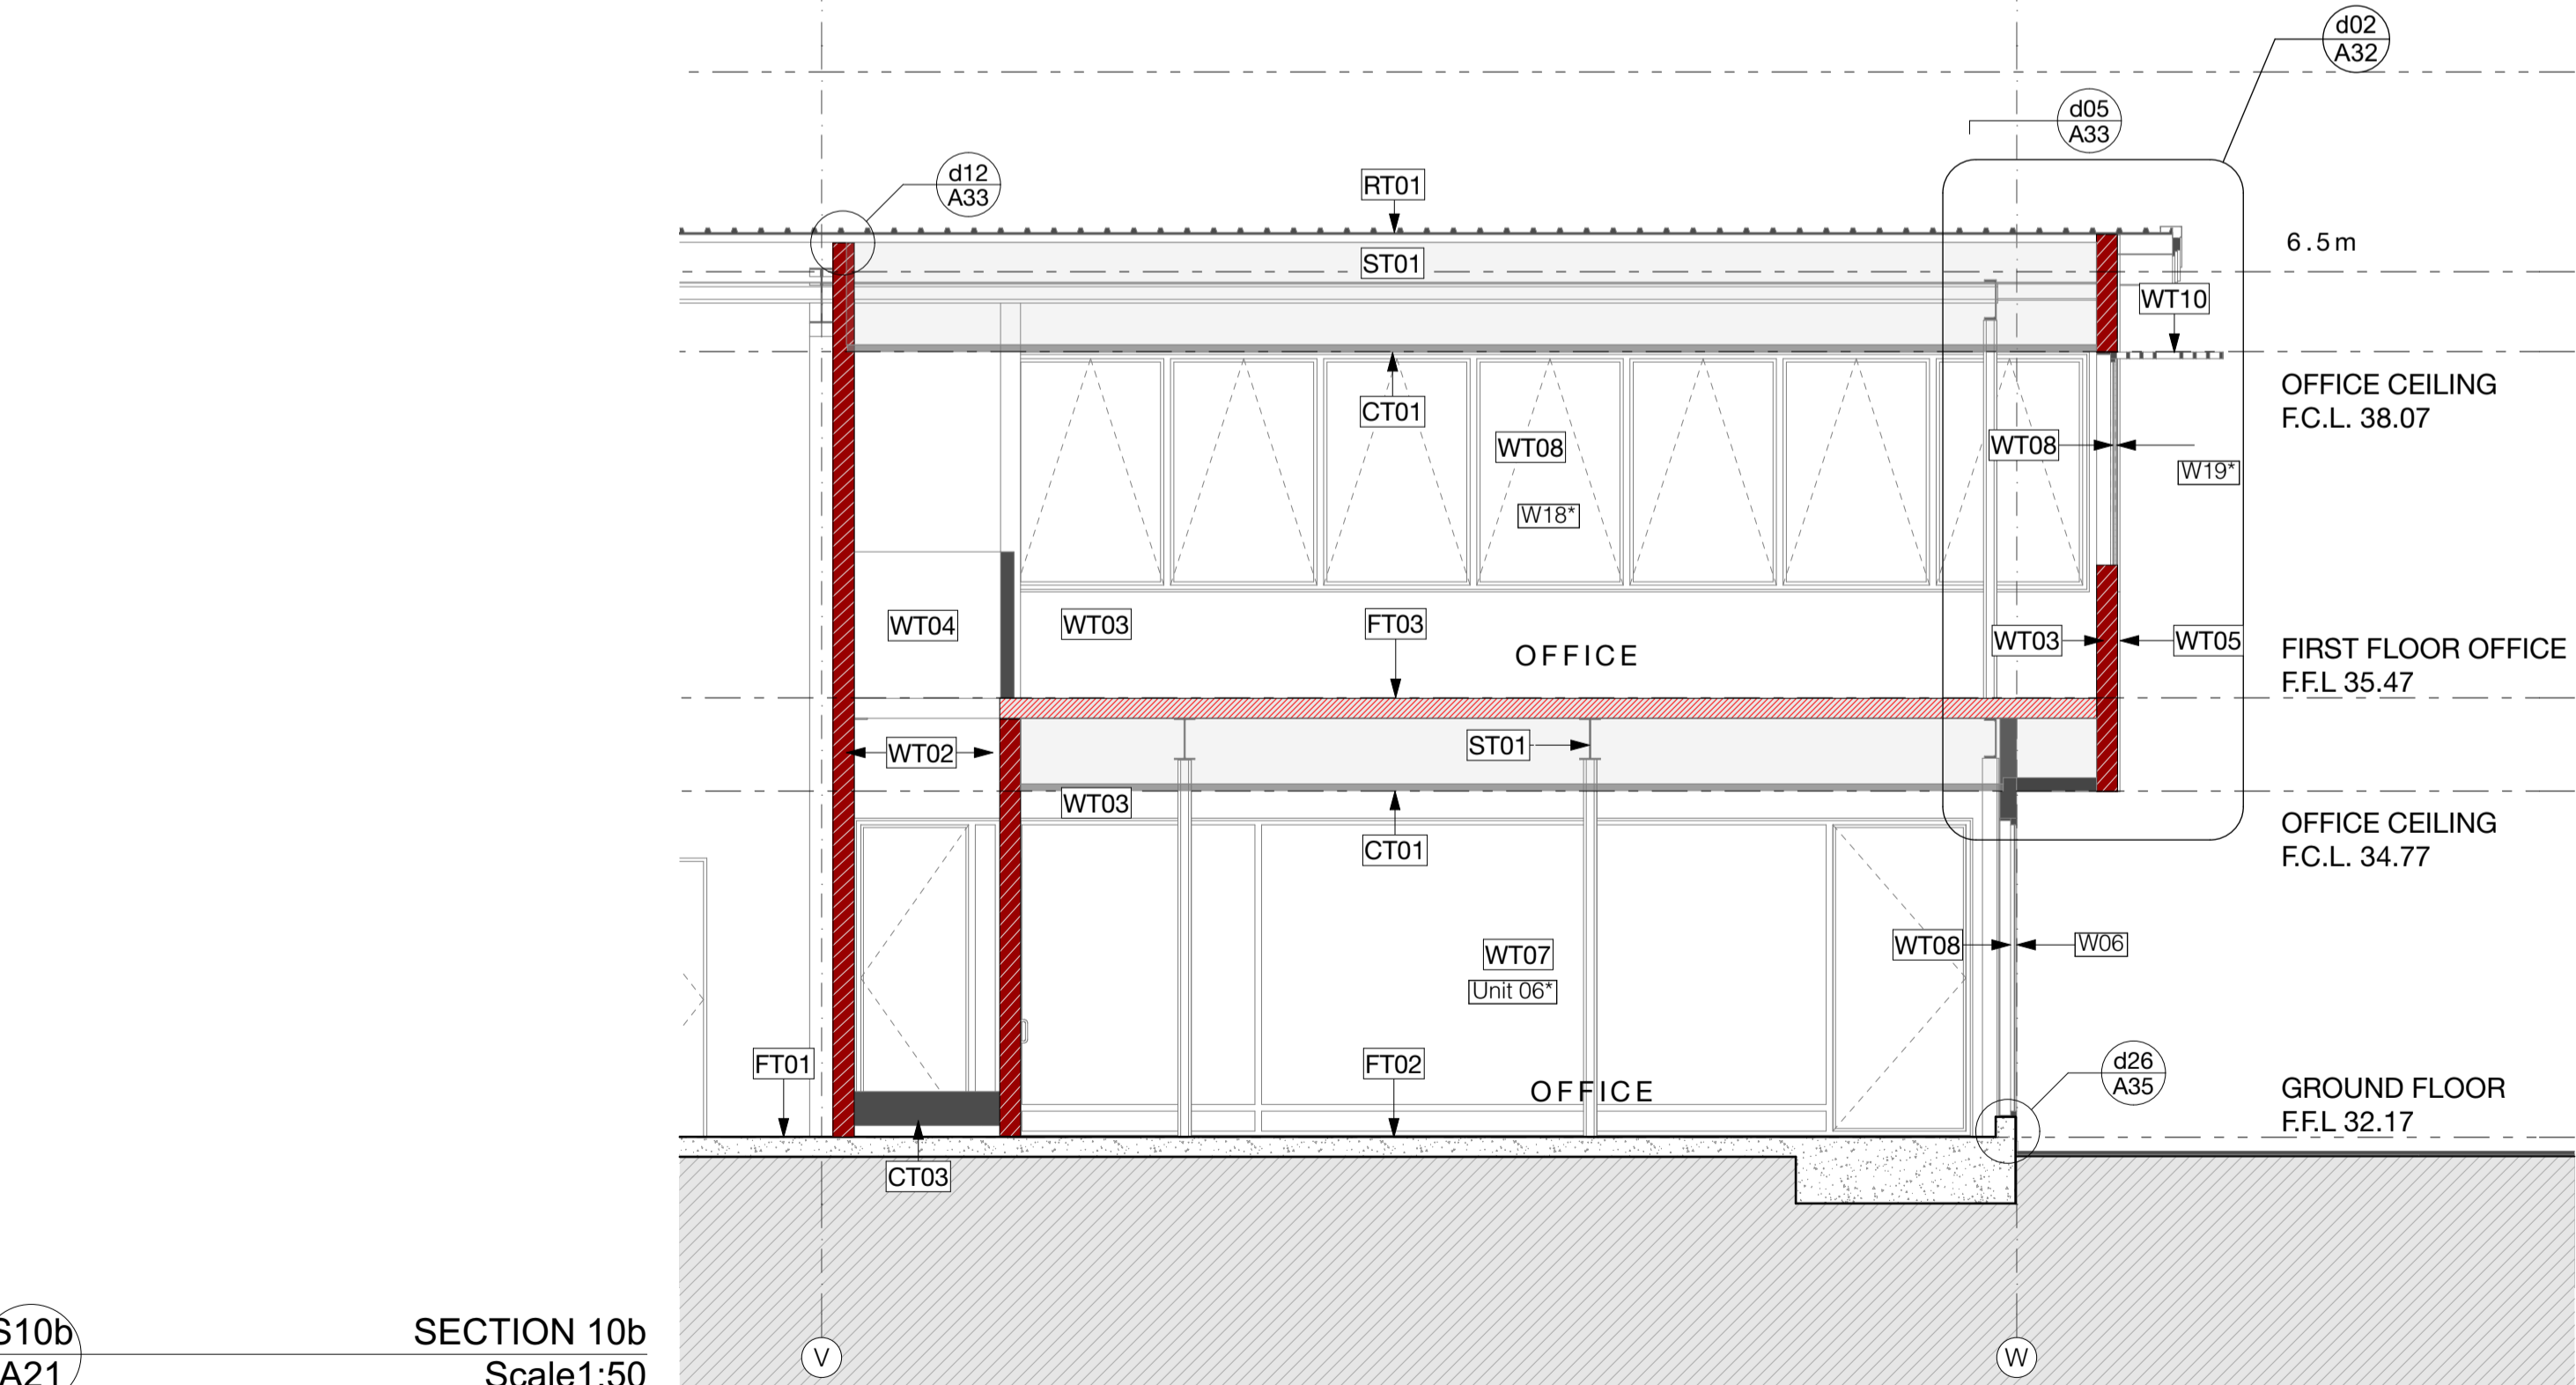 d02
A32
d05
A33
d12
A33
RT01
6.5m
ST01
WT10
OFFICE CEILING
F.C.L. 38.07
CT01
WT08
WT08
W19*
W18*
WT04
WT03
FT03
OFFICE
WT03
WT05
FIRST FLOOR OFFICE
F.F.L 35.47
WT02
ST01
WT03
CT01
OFFICE CEILING
F.C.L. 34.77
WT07
Unit 06*
WT08
W06
FT01
FT02
OFFICE
d26
A35
GROUND FLOOR
F.F.L 32.17
CT03
S10b
A21
SECTION 10b
Scale1:50
V
W